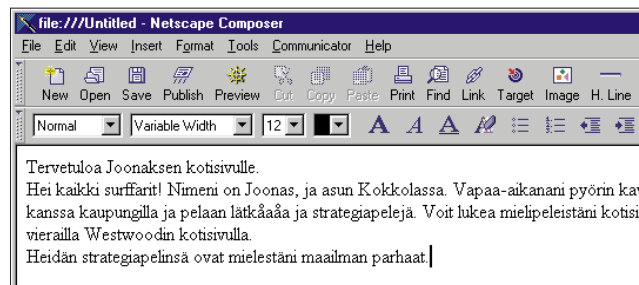 file:///Untitled - Netscape Composer
File Edit View Insert Format Tools Communicator Help
New Open Save Publish Preview Cut Copy Paste Print Find Link Target Image H. Line
Normal Variable Width 12 A A A
Tervetuloa Joonaksen kotisivulle.
Hei kaikki surffarit! Nimeni on Joonas, ja asun Kokkolassa. Vapaa-aikanani pyörin kav
kanssa kaupungilla ja pelaan lätkåaåa ja strategiapelejä. Voit lukea mielipeleistäni kotisi
vierailla Westwoodin kotisivulla.
Heidän strategiapelinsä ovat mielestäni maailman parhaat.